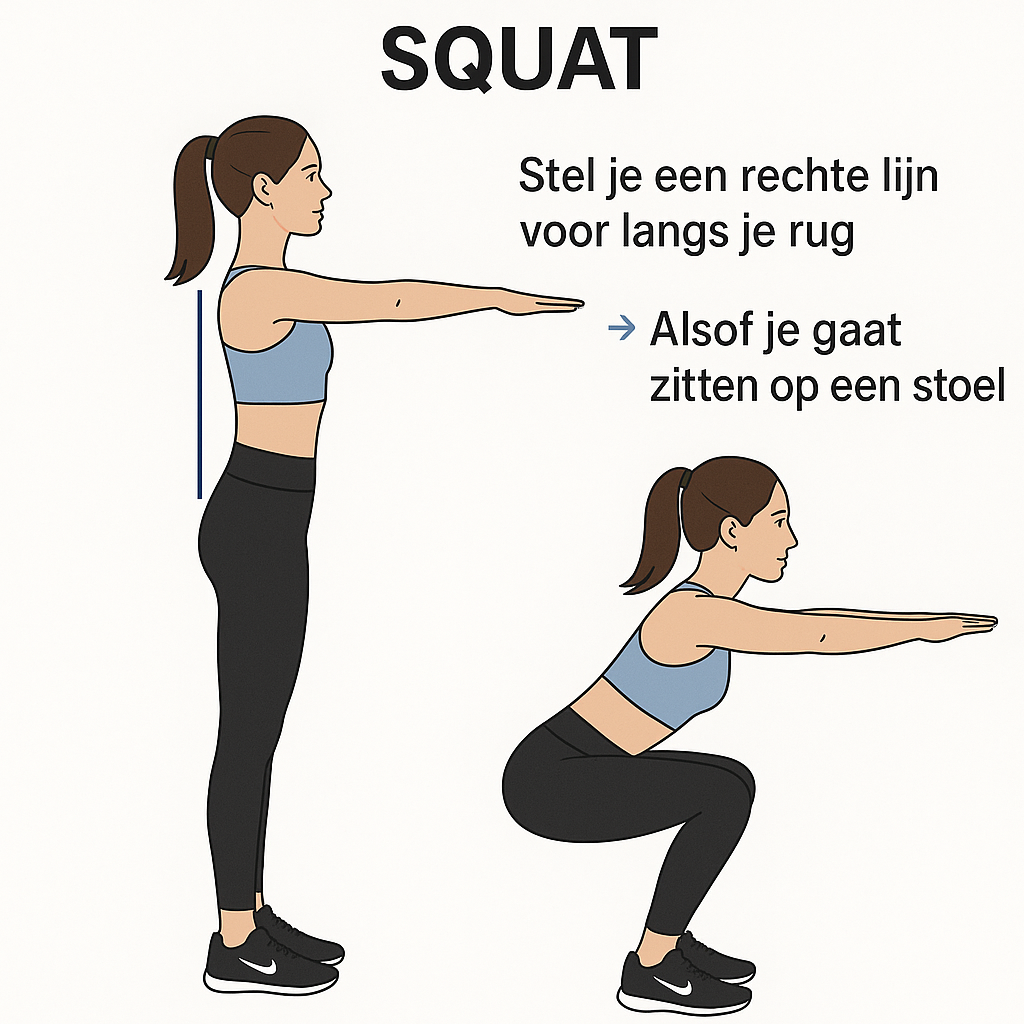 SQUAT
Stel je een rechte lijn
voor langs je rug
→ Alsof je gaat
zitten op een stoel